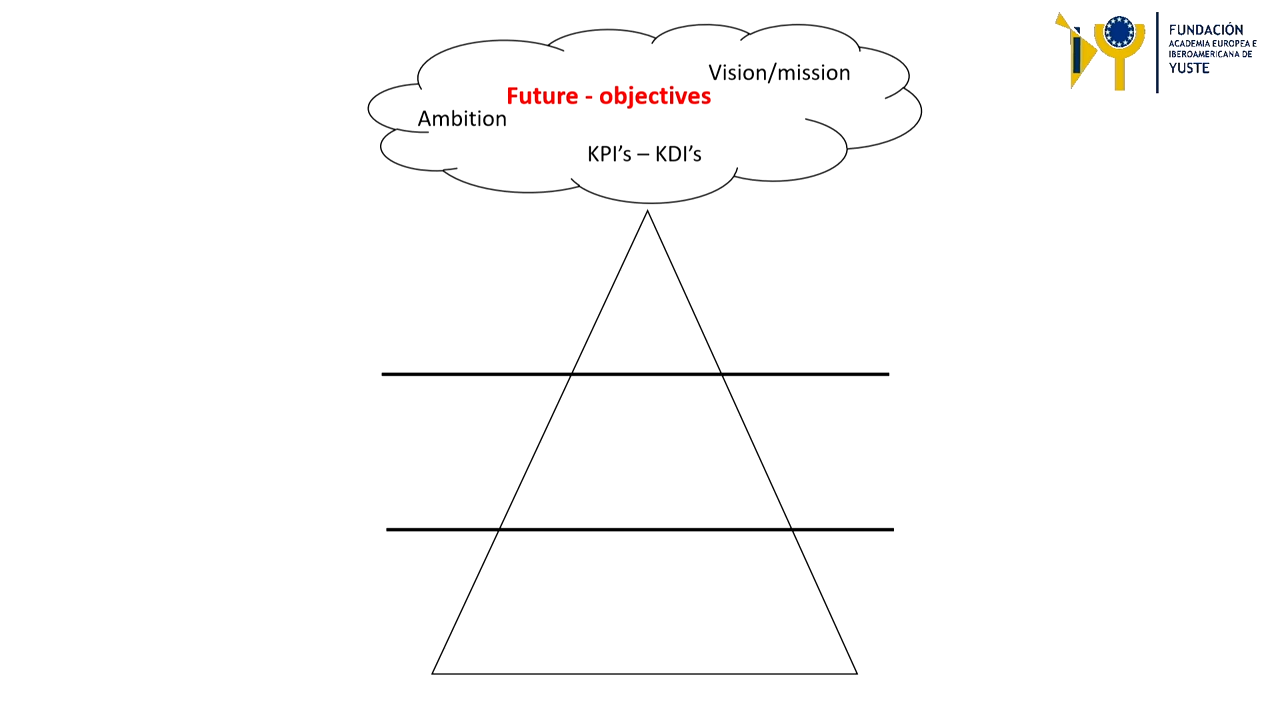 Vision/mission
Future - objectives
Ambition
KPI’s – KDI’s
FUNDACIÓN
ACADEMIA EUROPEA E
IBEROAMERICANA DE
YUSTE